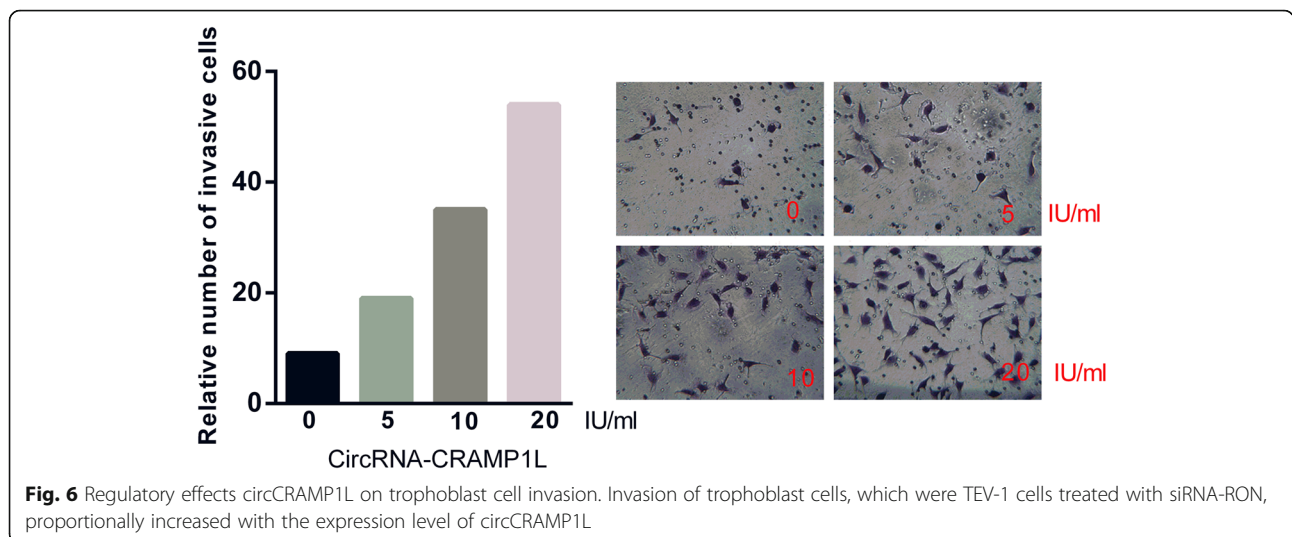 Relative number of invasive cells
60
40
20
0
0 5 10 20 IU/ml
CircRNA-CRAMP1L
0
5 IU/ml
10
20 IU/ml
Fig. 6 Regulatory effects circCRAMP1L on trophoblast cell invasion. Invasion of trophoblast cells, which were TEV-1 cells treated with siRNA-RON,
proportionally increased with the expression level of circCRAMP1L